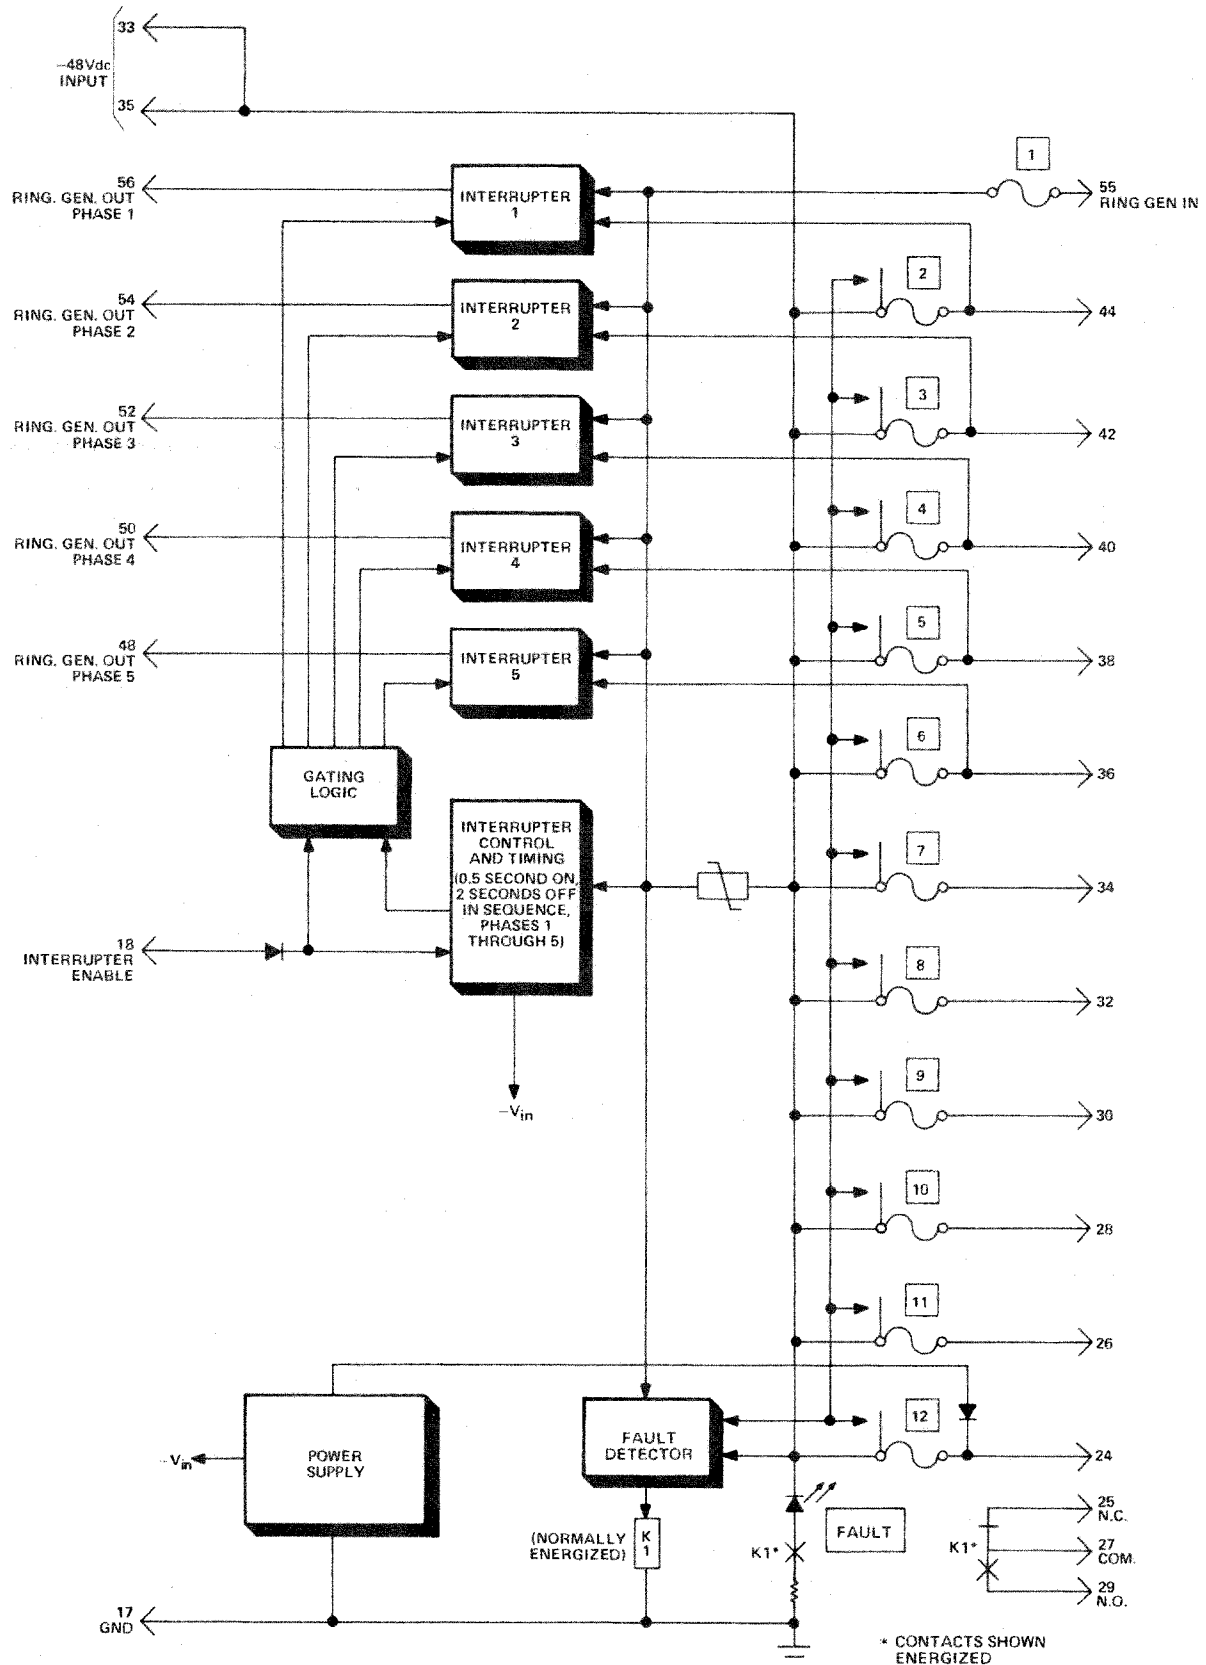 33
-48Vdc
INPUT
35
1
56
RING. GEN. OUT
PHASE 1
INTERRUPTER
1
55
RING GEN IN
2
54
RING. GEN. OUT
PHASE 2
INTERRUPTER
2
44
3
52
RING. GEN. OUT
PHASE 3
INTERRUPTER
3
42
4
50
RING. GEN. OUT
PHASE 4
INTERRUPTER
4
40
5
48
RING. GEN. OUT
PHASE 5
INTERRUPTER
5
38
6
36
GATING
LOGIC
INTERRUPTER
CONTROL
AND TIMING
(0.5 SECOND ON,
2 SECONDS OFF
IN SEQUENCE,
PHASES 1
THROUGH 5)
7
34
18
INTERRUPTER
ENABLE
8
32
-Vin
9
30
10
28
11
26
12
24
-Vin
POWER
SUPPLY
FAULT
DETECTOR
(NORMALLY
ENERGIZED)
K
1
K1*
FAULT
K1*
25
N.C.
27
COM.
29
N.O.
17
GND
* CONTACTS SHOWN
ENERGIZED